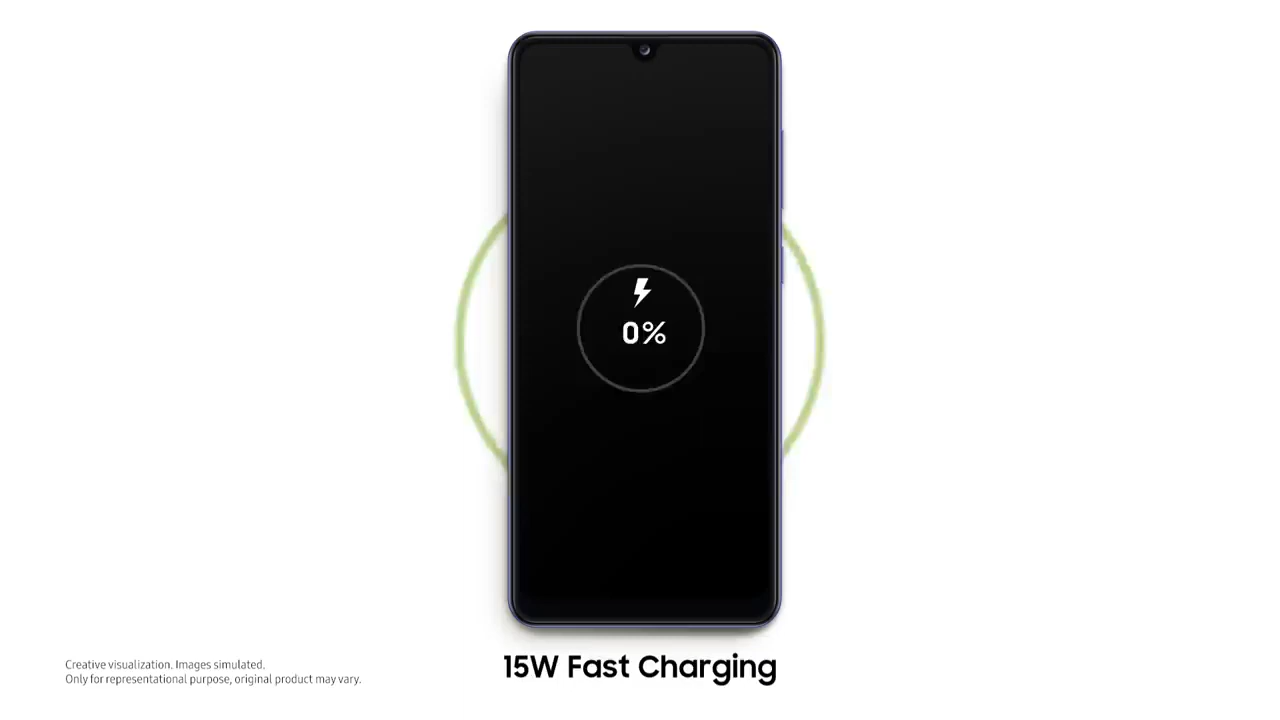 0%
15W Fast Charging
Creative visualization. Images simulated.
Only for representational purpose, original product may vary.